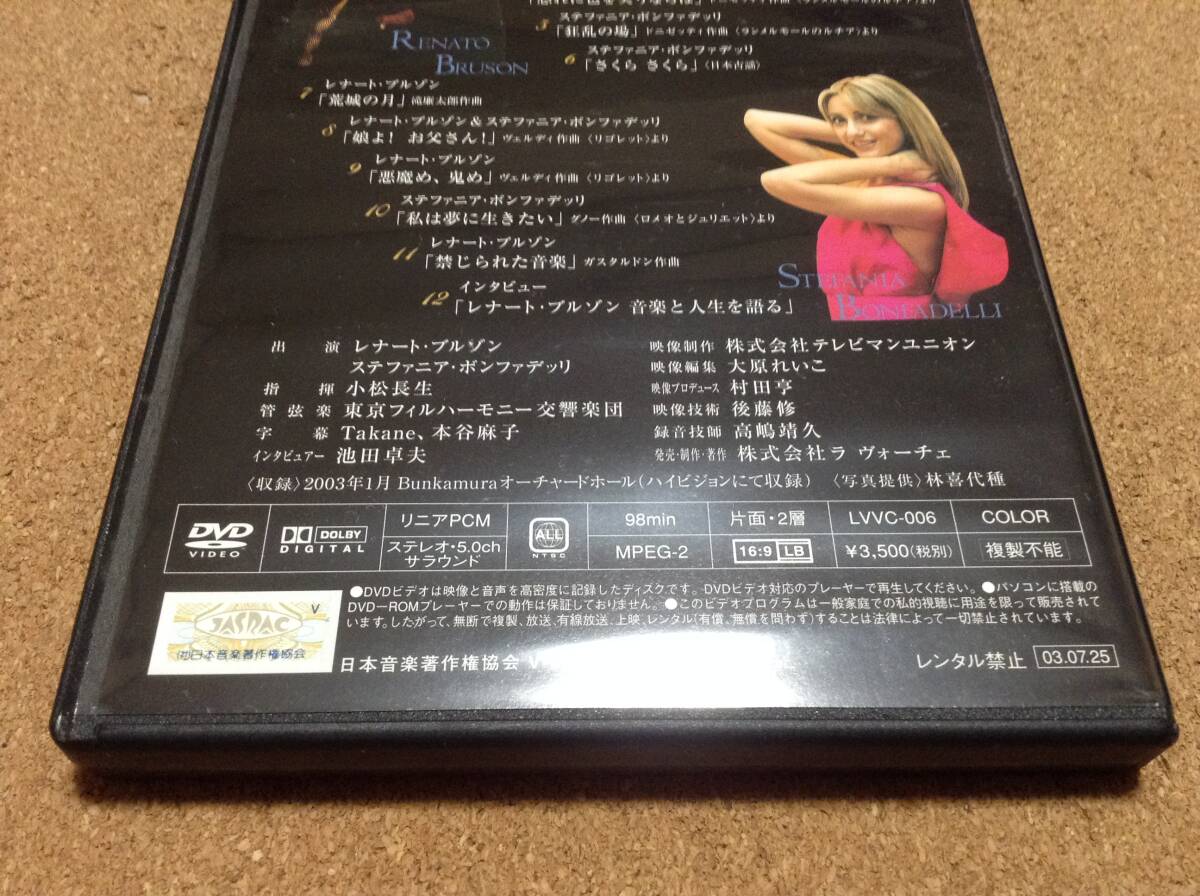 ドニゼッティ作曲〈ランメルモールのルチア〉より
5 ステファニア・ボンファデッリ
「狂乱の場」ドニゼッティ作曲〈ランメルモールのルチア〉より
RENATO
BRUSON
6 ステファニア・ボンファデッリ
「さくら さくら」〈日本古謡〉
7 レナート・ブルゾン
「荒城の月」滝廉太郎作曲
8 レナート・ブルゾン&ステファニア・ボンファデッリ
「娘よ! お父さん!」ヴェルディ作曲〈リゴレット〉より
9 レナート・ブルゾン
「悪魔め、鬼め」ヴェルディ作曲〈リゴレット〉より
10 ステファニア・ボンファデッリ
「私は夢に生きたい」グノー作曲〈ロメオとジュリエット〉より
11 レナート・ブルゾン
「禁じられた音楽」ガスタルドン作曲
12 インタビュー
「レナート・ブルゾン 音楽と人生を語る」
STEFANIA
BONFADELLI
出演 レナート・ブルゾン
ステファニア・ボンファデッリ
指揮 小松長生
管弦楽 東京フィルハーモニー交響楽団
字幕 Takane、本谷麻子
インタビュアー 池田卓夫
映像制作 株式会社テレビマンユニオン
映像編集 大原れいこ
映像プロデュース 村田亨
映像技術 後藤修
録音技師 高嶋靖久
発売・制作・著作 株式会社ラ ヴォーチェ
〈収録〉2003年1月 Bunkamuraオーチャードホール(ハイビジョンにて収録) 〈写真提供〉林喜代種
DVD VIDEO
DOLBY DIGITAL
リニアPCM
ステレオ・5.0ch サラウンド
ALL NTSC
98min
MPEG-2
片面・2層
16:9 LB
LVVC-006
¥3,500(税別)
COLOR
複製不能
●DVDビデオは映像と音声を高密度に記録したディスクです。DVDビデオ対応のプレーヤーで再生してください。●パソコンに搭載の
DVD−ROMプレーヤーでの動作は保証しておりません。●このビデオプログラムは一般家庭での私的視聴に用途を限って販売されて
います。したがって、無断で複製、放送、有線放送、上映、レンタル(有償、無償を問わず)することは法律によって一切禁止されています。
V
JASRAC
(社)日本音楽著作権協会
日本音楽著作権協会 V
レンタル禁止 03.07.25